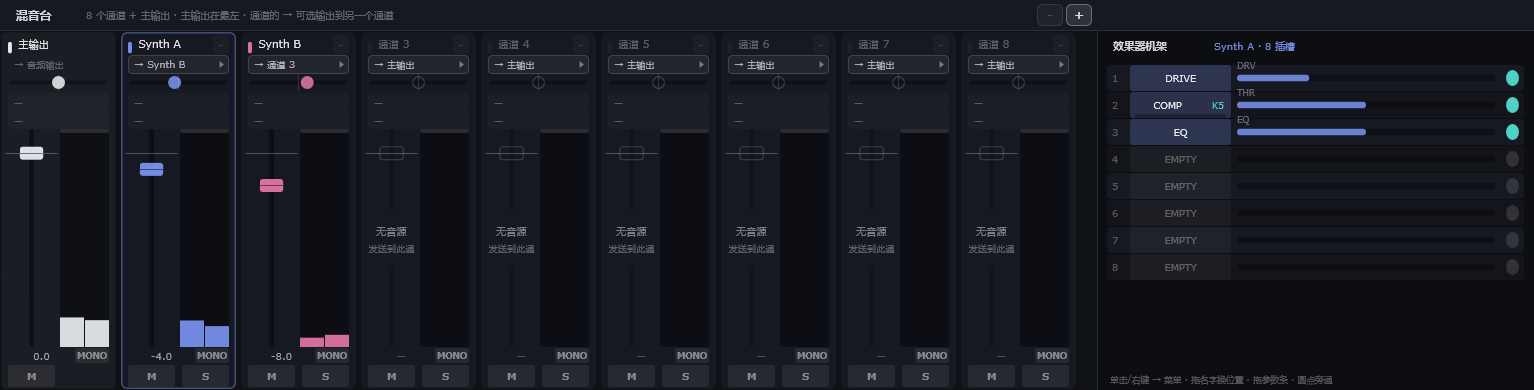 混音台
8 个通道 + 主输出 · 主输出在最左 · 通道的 → 可选输出到另一个通道
-
+
主输出
→ 音频输出
—
—
0.0
MONO
M
Synth A
-
→ Synth B
—
—
-4.0
MONO
M
S
Synth B
-
→ 通道 3
—
—
-8.0
MONO
M
S
通道 3
-
→ 主输出
—
—
无音源
发送到此通
—
MONO
M
S
通道 4
-
→ 主输出
—
—
无音源
发送到此通
—
MONO
M
S
通道 5
-
→ 主输出
—
—
无音源
发送到此通
—
MONO
M
S
通道 6
-
→ 主输出
—
—
无音源
发送到此通
—
MONO
M
S
通道 7
-
→ 主输出
—
—
无音源
发送到此通
—
MONO
M
S
通道 8
-
→ 主输出
—
—
无音源
发送到此通
—
MONO
M
S
效果器机架
Synth A · 8 插槽
1 DRIVE DRV
2 COMP K5 THR
3 EQ EQ
4 EMPTY
5 EMPTY
6 EMPTY
7 EMPTY
8 EMPTY
单击/右键 → 菜单 · 拖名字换位置 · 拖参数条 · 圆点旁通